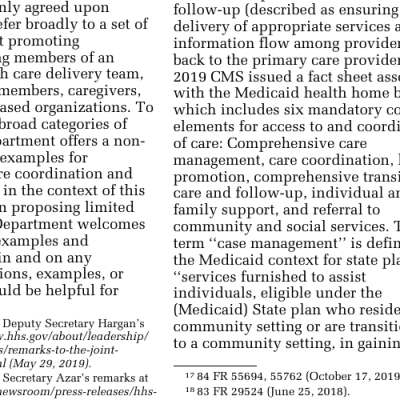 nly agreed upon
efer broadly to a set of
t promoting
ng members of an
h care delivery team,
members, caregivers,
ased organizations. To
broad categories of
partment offers a non-
examples for
re coordination and
in the context of this
n proposing limited
Department welcomes
examples and
in and on any
ions, examples, or
uld be helpful for
Deputy Secretary Hargan's
w.hhs.gov/about/leadership/
s/remarks-to-the-joint-
al (May 29, 2019).
Secretary Azar's remarks at
newsroom/press-releases/hhs-
follow-up (described as ensuring
delivery of appropriate services a
information flow among provider
back to the primary care provider
2019 CMS issued a fact sheet asso
with the Medicaid health home b
which includes six mandatory co
elements for access to and coordi
of care: Comprehensive care
management, care coordination,
promotion, comprehensive transi
care and follow-up, individual an
family support, and referral to
community and social services. T
term ‘‘case management’’ is defin
the Medicaid context for state pla
‘‘services furnished to assist
individuals, eligible under the
(Medicaid) State plan who reside
community setting or are transiti
to a community setting, in gainin
17 84 FR 55694, 55762 (October 17, 2019
18 83 FR 29524 (June 25, 2018).